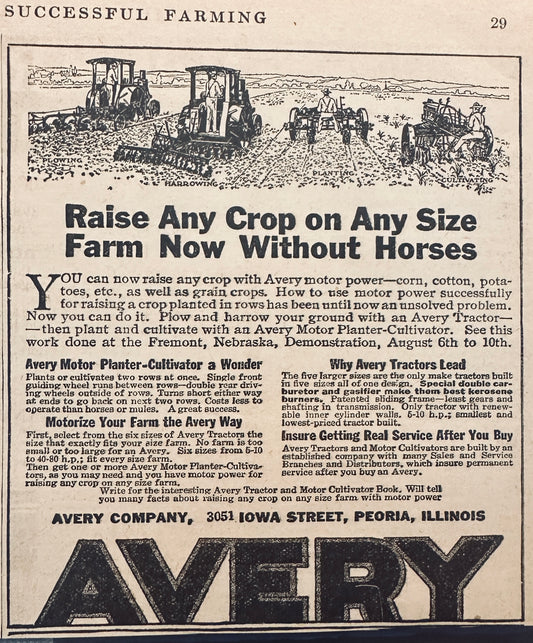 SUCCESSFUL FARMING
29
PLOWING
HARROWING
PLANTING
CULTIVATING
Raise Any Crop on Any Size
Farm Now Without Horses
YOU can now raise any crop with Avery motor power—corn, cotton, pota-
toes, etc., as well as grain crops. How to use motor power successfully
for raising a crop planted in rows has been until now an unsolved problem.
Now you can do it. Plow and harrow your ground with an Avery Tractor—
—then plant and cultivate with an Avery Motor Planter-Cultivator. See this
work done at the Fremont, Nebraska, Demonstration, August 6th to 10th.
Avery Motor Planter-Cultivator a Wonder
Plants or cultivates two rows at once. Single front
guiding wheel runs between rows—double rear driv-
ing wheels outside of rows. Turns short either way
at ends to go back on next two rows. Costs less to
operate than horses or mules. A great success.
Motorize Your Farm the Avery Way
First, select from the six sizes of Avery Tractors the
size that exactly fits your size farm. No farm is too
small or too large for an Avery. Six sizes from 5-10
to 40-80 h.p.; fit every size farm.
Then get one or more Avery Motor Planter-Cultiva-
tors, as you may need and you have motor power for
raising any crop on any size farm.
Why Avery Tractors Lead
The five larger sizes are the only make tractors built
in five sizes all of one design. Special double car-
buretor and gasifier make them best kerosene
burners. Patented sliding frame—least gears and
shafting in transmission. Only tractor with renew-
able inner cylinder walls. 5-10 h.p.; smallest and
lowest-priced tractor built.
Insure Getting Real Service After You Buy
Avery Tractors and Motor Cultivators are built by an
established company with many Sales and Service
Branches and Distributors, which insure permanent
service after you buy an Avery.
Write for the interesting Avery Tractor and Motor Cultivator Book. Will tell
you many facts about raising any crop on any size farm with motor power
AVERY COMPANY, 3051 IOWA STREET, PEORIA, ILLINOIS
AVERY